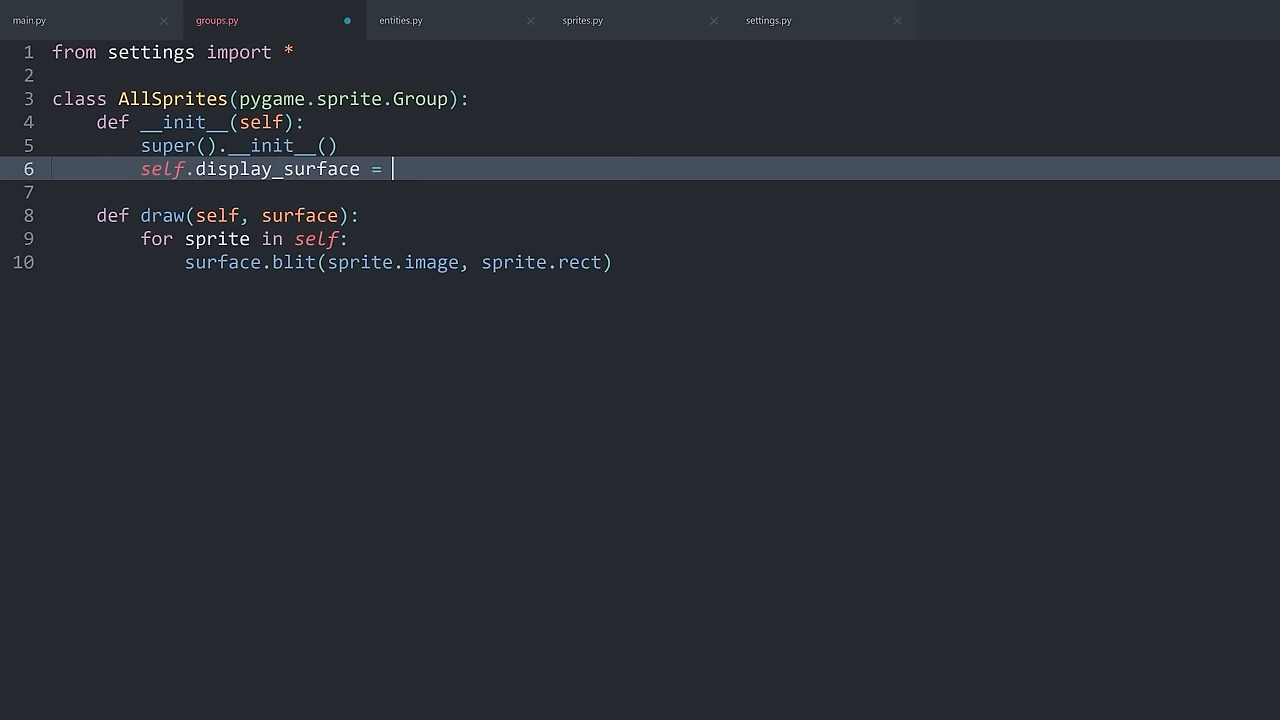 main.py groups.py entities.py sprites.py settings.py
1 from settings import *
2
3 class AllSprites(pygame.sprite.Group):
4     def __init__(self):
5         super().__init__()
6         self.display_surface =
7
8     def draw(self, surface):
9         for sprite in self:
10             surface.blit(sprite.image, sprite.rect)